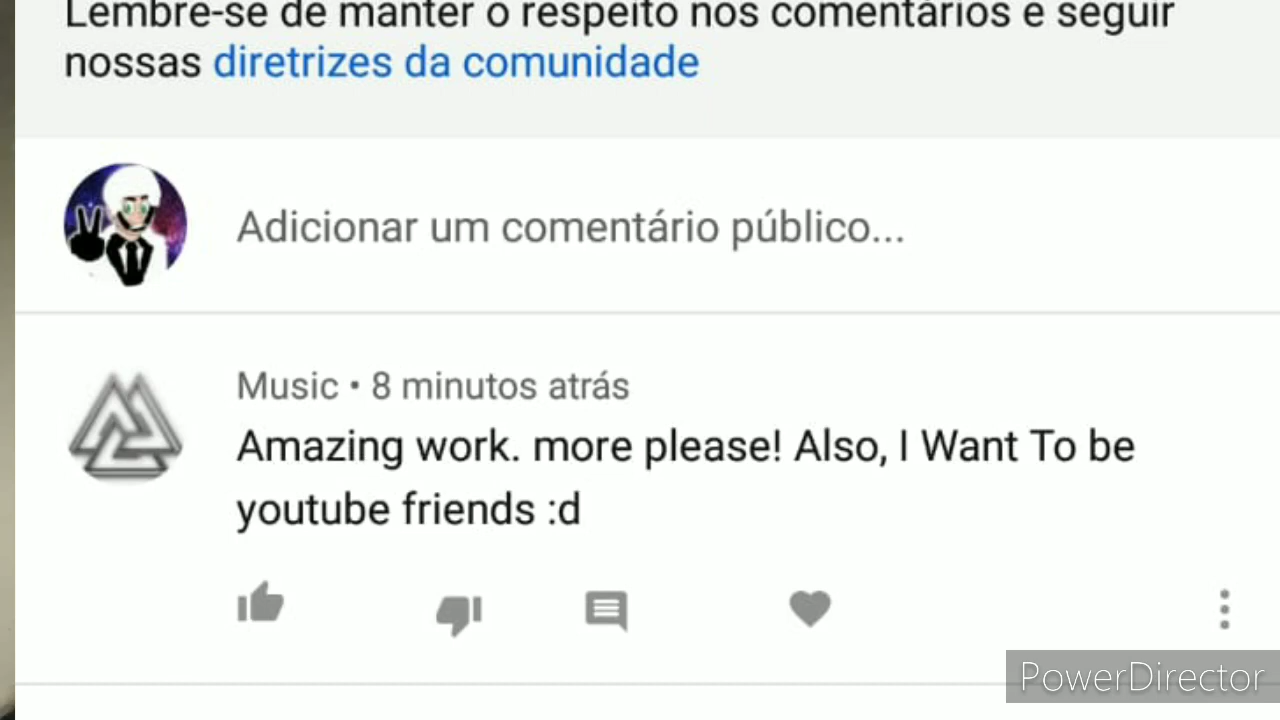 Lembre-se de manter o respeito nos comentários e seguir
nossas diretrizes da comunidade
Adicionar um comentário público...
Music • 8 minutos atrás
Amazing work. more please! Also, I Want To be
youtube friends :d
PowerDirector